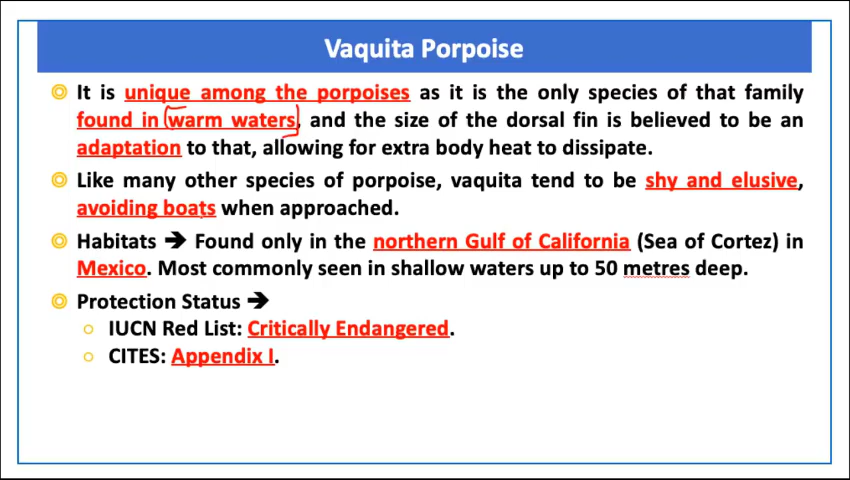 Vaquita Porpoise
It is unique among the porpoises as it is the only species of that family
found in warm waters, and the size of the dorsal fin is believed to be an
adaptation to that, allowing for extra body heat to dissipate.
Like many other species of porpoise, vaquita tend to be shy and elusive,
avoiding boats when approached.
Habitats ➔ Found only in the northern Gulf of California (Sea of Cortez) in
Mexico. Most commonly seen in shallow waters up to 50 metres deep.
Protection Status ➔
IUCN Red List: Critically Endangered.
CITES: Appendix I.